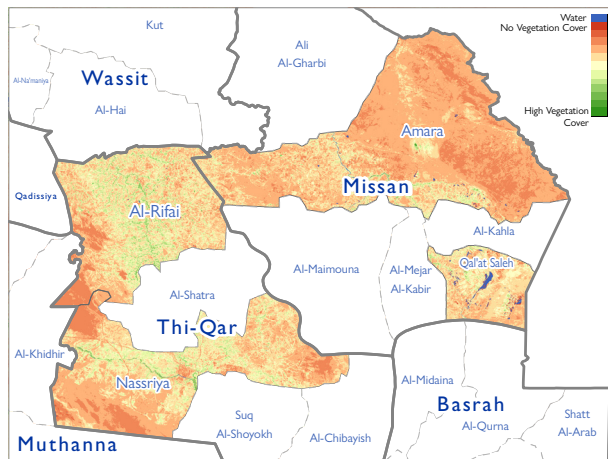 Kut
Ali
Al-Gharbi
Water
No Vegetation Cover
High Vegetation
Cover
Wassit
Al-Na'maniya
Al-Hai
Amara
Missan
Qadissiya
Al-Rifai
Al-Kahla
Qal'at Saleh
Al-Maimouna
Al-Mejar
Al-Kabir
Al-Shatra
Thi-Qar
Al-Khidhir
Nassriya
Al-Midaina
Basrah
Suq
Al-Shoyokh
Al-Chibayish
Al-Qurna
Shatt
Al-Arab
Muthanna